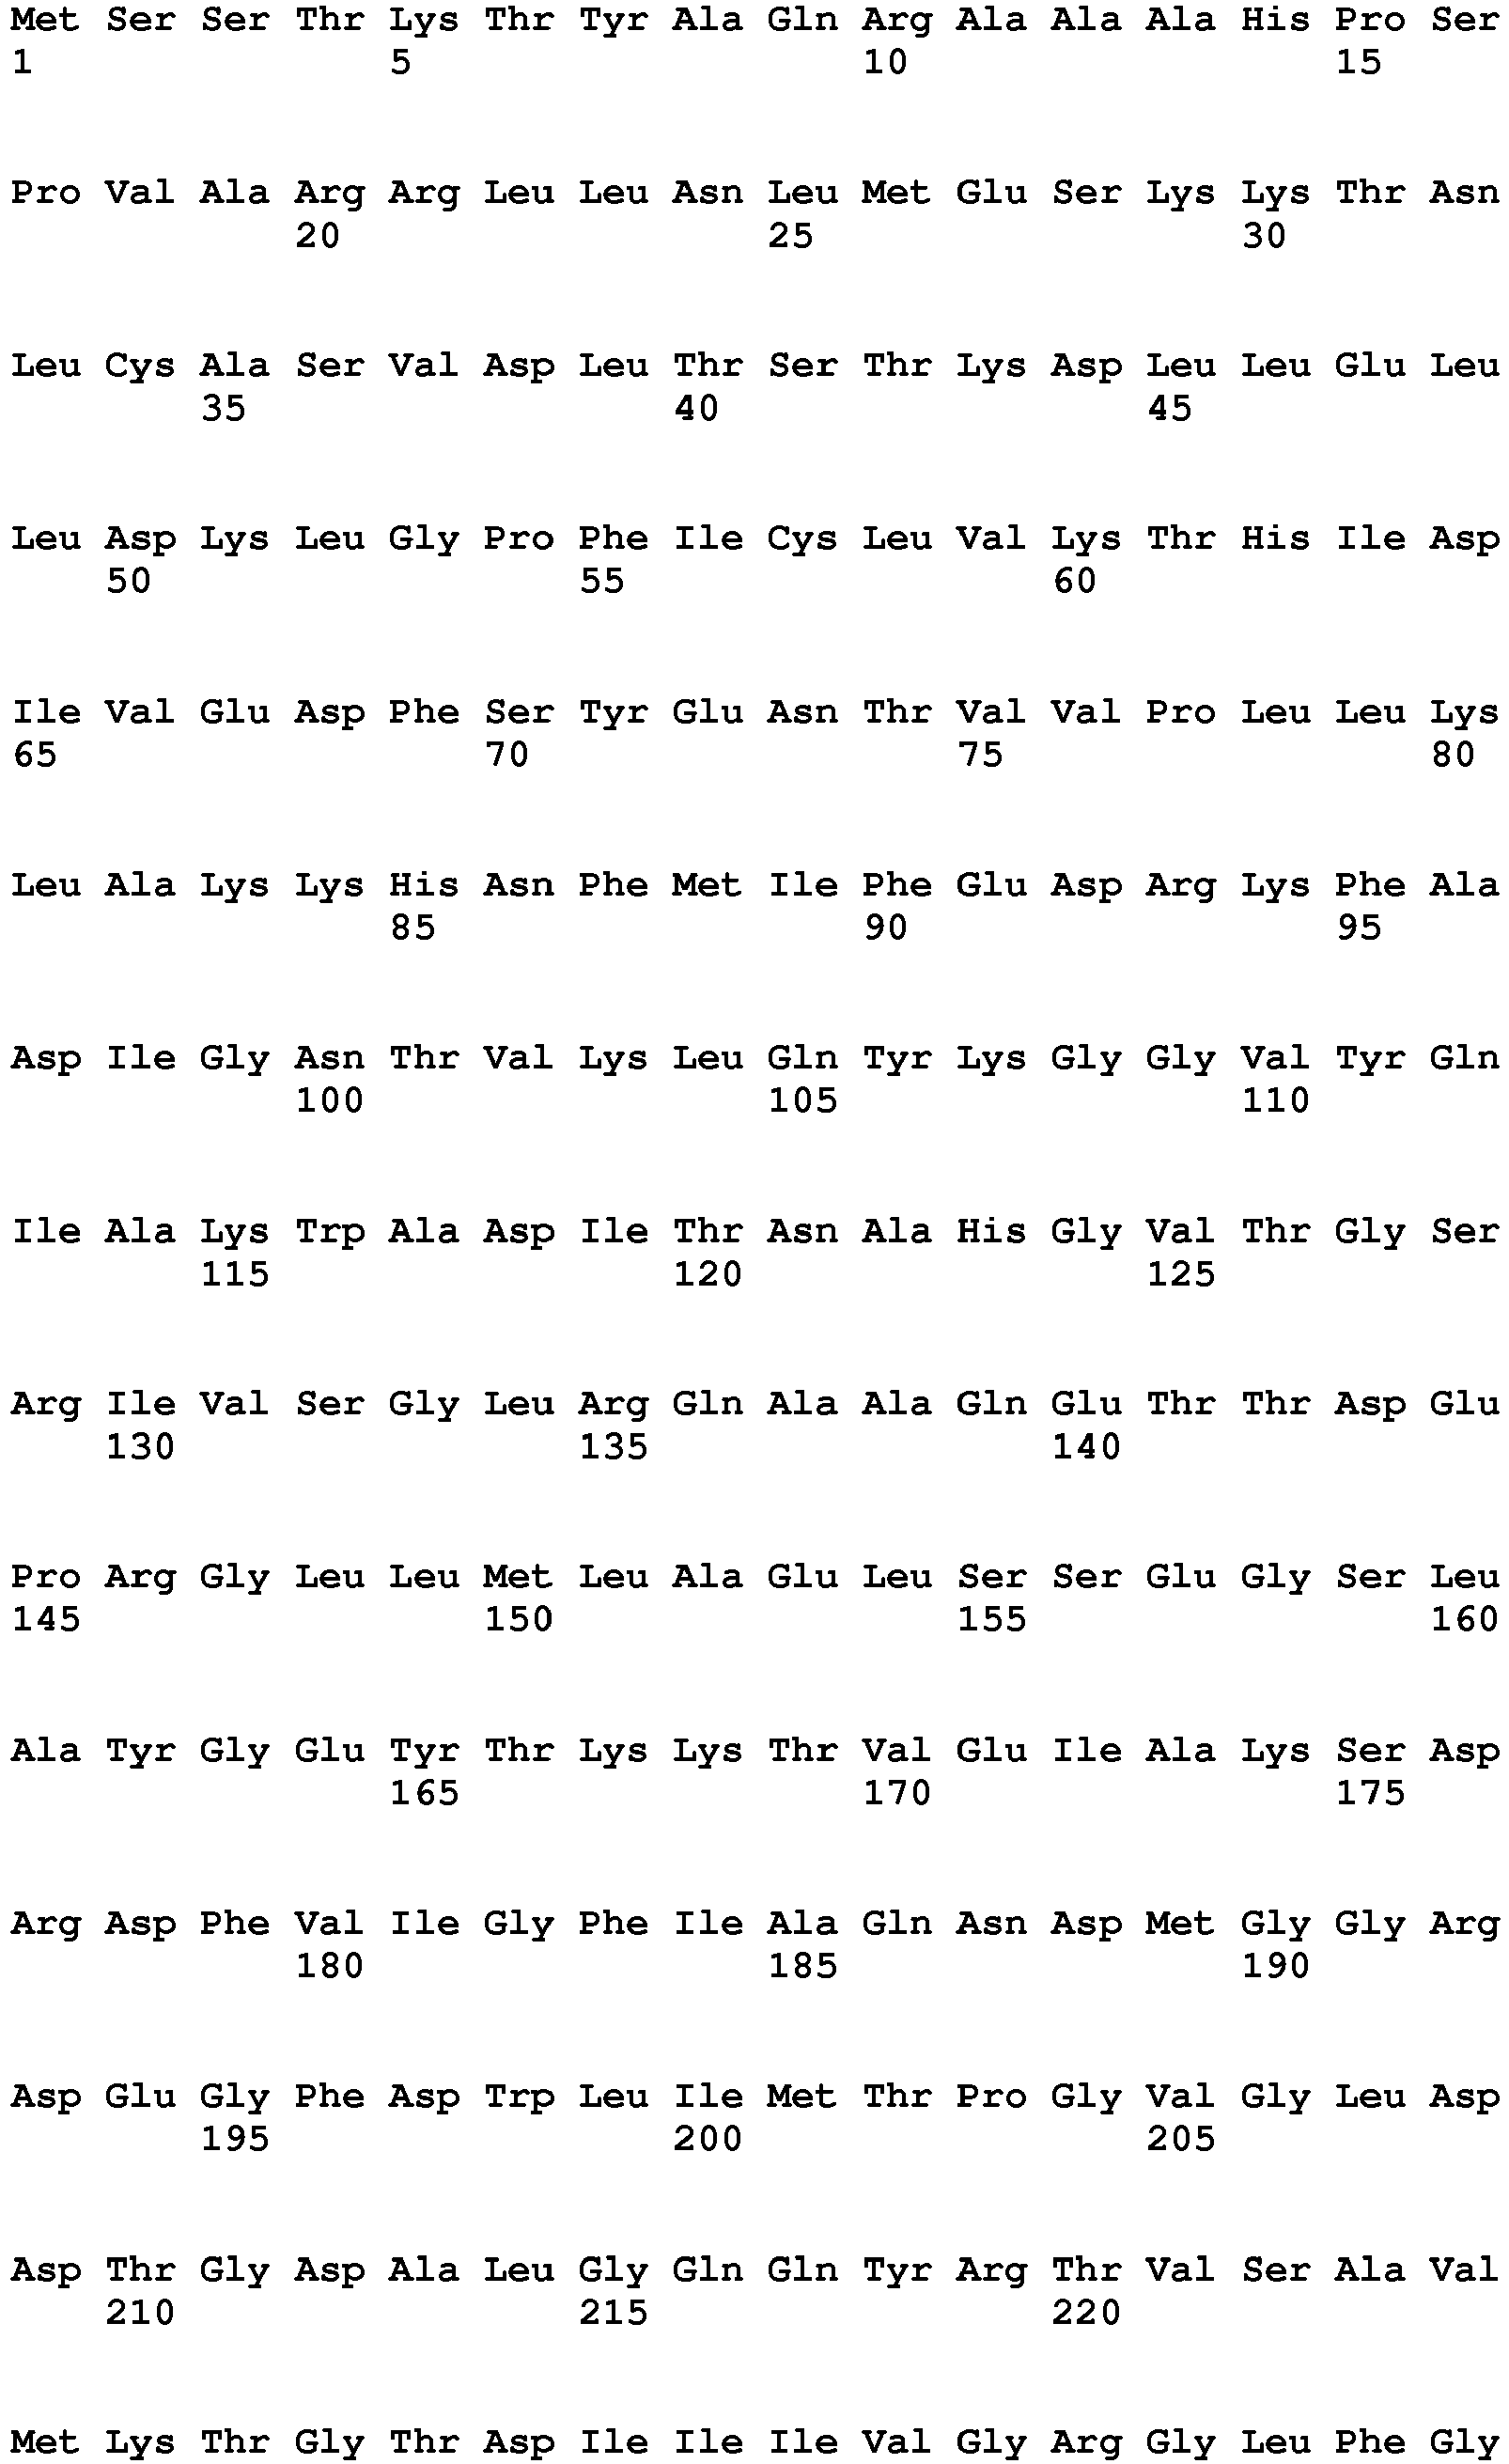 Met Ser Ser Thr Lys Thr Tyr Ala Gln Arg Ala Ala Ala His Pro Ser
1 5 10 15
Pro Val Ala Arg Arg Leu Leu Asn Leu Met Glu Ser Lys Lys Thr Asn
20 25 30
Leu Cys Ala Ser Val Asp Leu Thr Ser Thr Lys Asp Leu Leu Glu Leu
35 40 45
Leu Asp Lys Leu Gly Pro Phe Ile Cys Leu Val Lys Thr His Ile Asp
50 55 60
Ile Val Glu Asp Phe Ser Tyr Glu Asn Thr Val Val Pro Leu Leu Lys
65 70 75 80
Leu Ala Lys Lys His Asn Phe Met Ile Phe Glu Asp Arg Lys Phe Ala
85 90 95
Asp Ile Gly Asn Thr Val Lys Leu Gln Tyr Lys Gly Gly Val Tyr Gln
100 105 110
Ile Ala Lys Trp Ala Asp Ile Thr Asn Ala His Gly Val Thr Gly Ser
115 120 125
Arg Ile Val Ser Gly Leu Arg Gln Ala Ala Gln Glu Thr Thr Asp Glu
130 135 140
Pro Arg Gly Leu Leu Met Leu Ala Glu Leu Ser Ser Glu Gly Ser Leu
145 150 155 160
Ala Tyr Gly Glu Tyr Thr Lys Lys Thr Val Glu Ile Ala Lys Ser Asp
165 170 175
Arg Asp Phe Val Ile Gly Phe Ile Ala Gln Asn Asp Met Gly Gly Arg
180 185 190
Asp Glu Gly Phe Asp Trp Leu Ile Met Thr Pro Gly Val Gly Leu Asp
195 200 205
Asp Thr Gly Asp Ala Leu Gly Gln Gln Tyr Arg Thr Val Ser Ala Val
210 215 220
Met Lys Thr Gly Thr Asp Ile Ile Ile Val Gly Arg Gly Leu Phe Gly